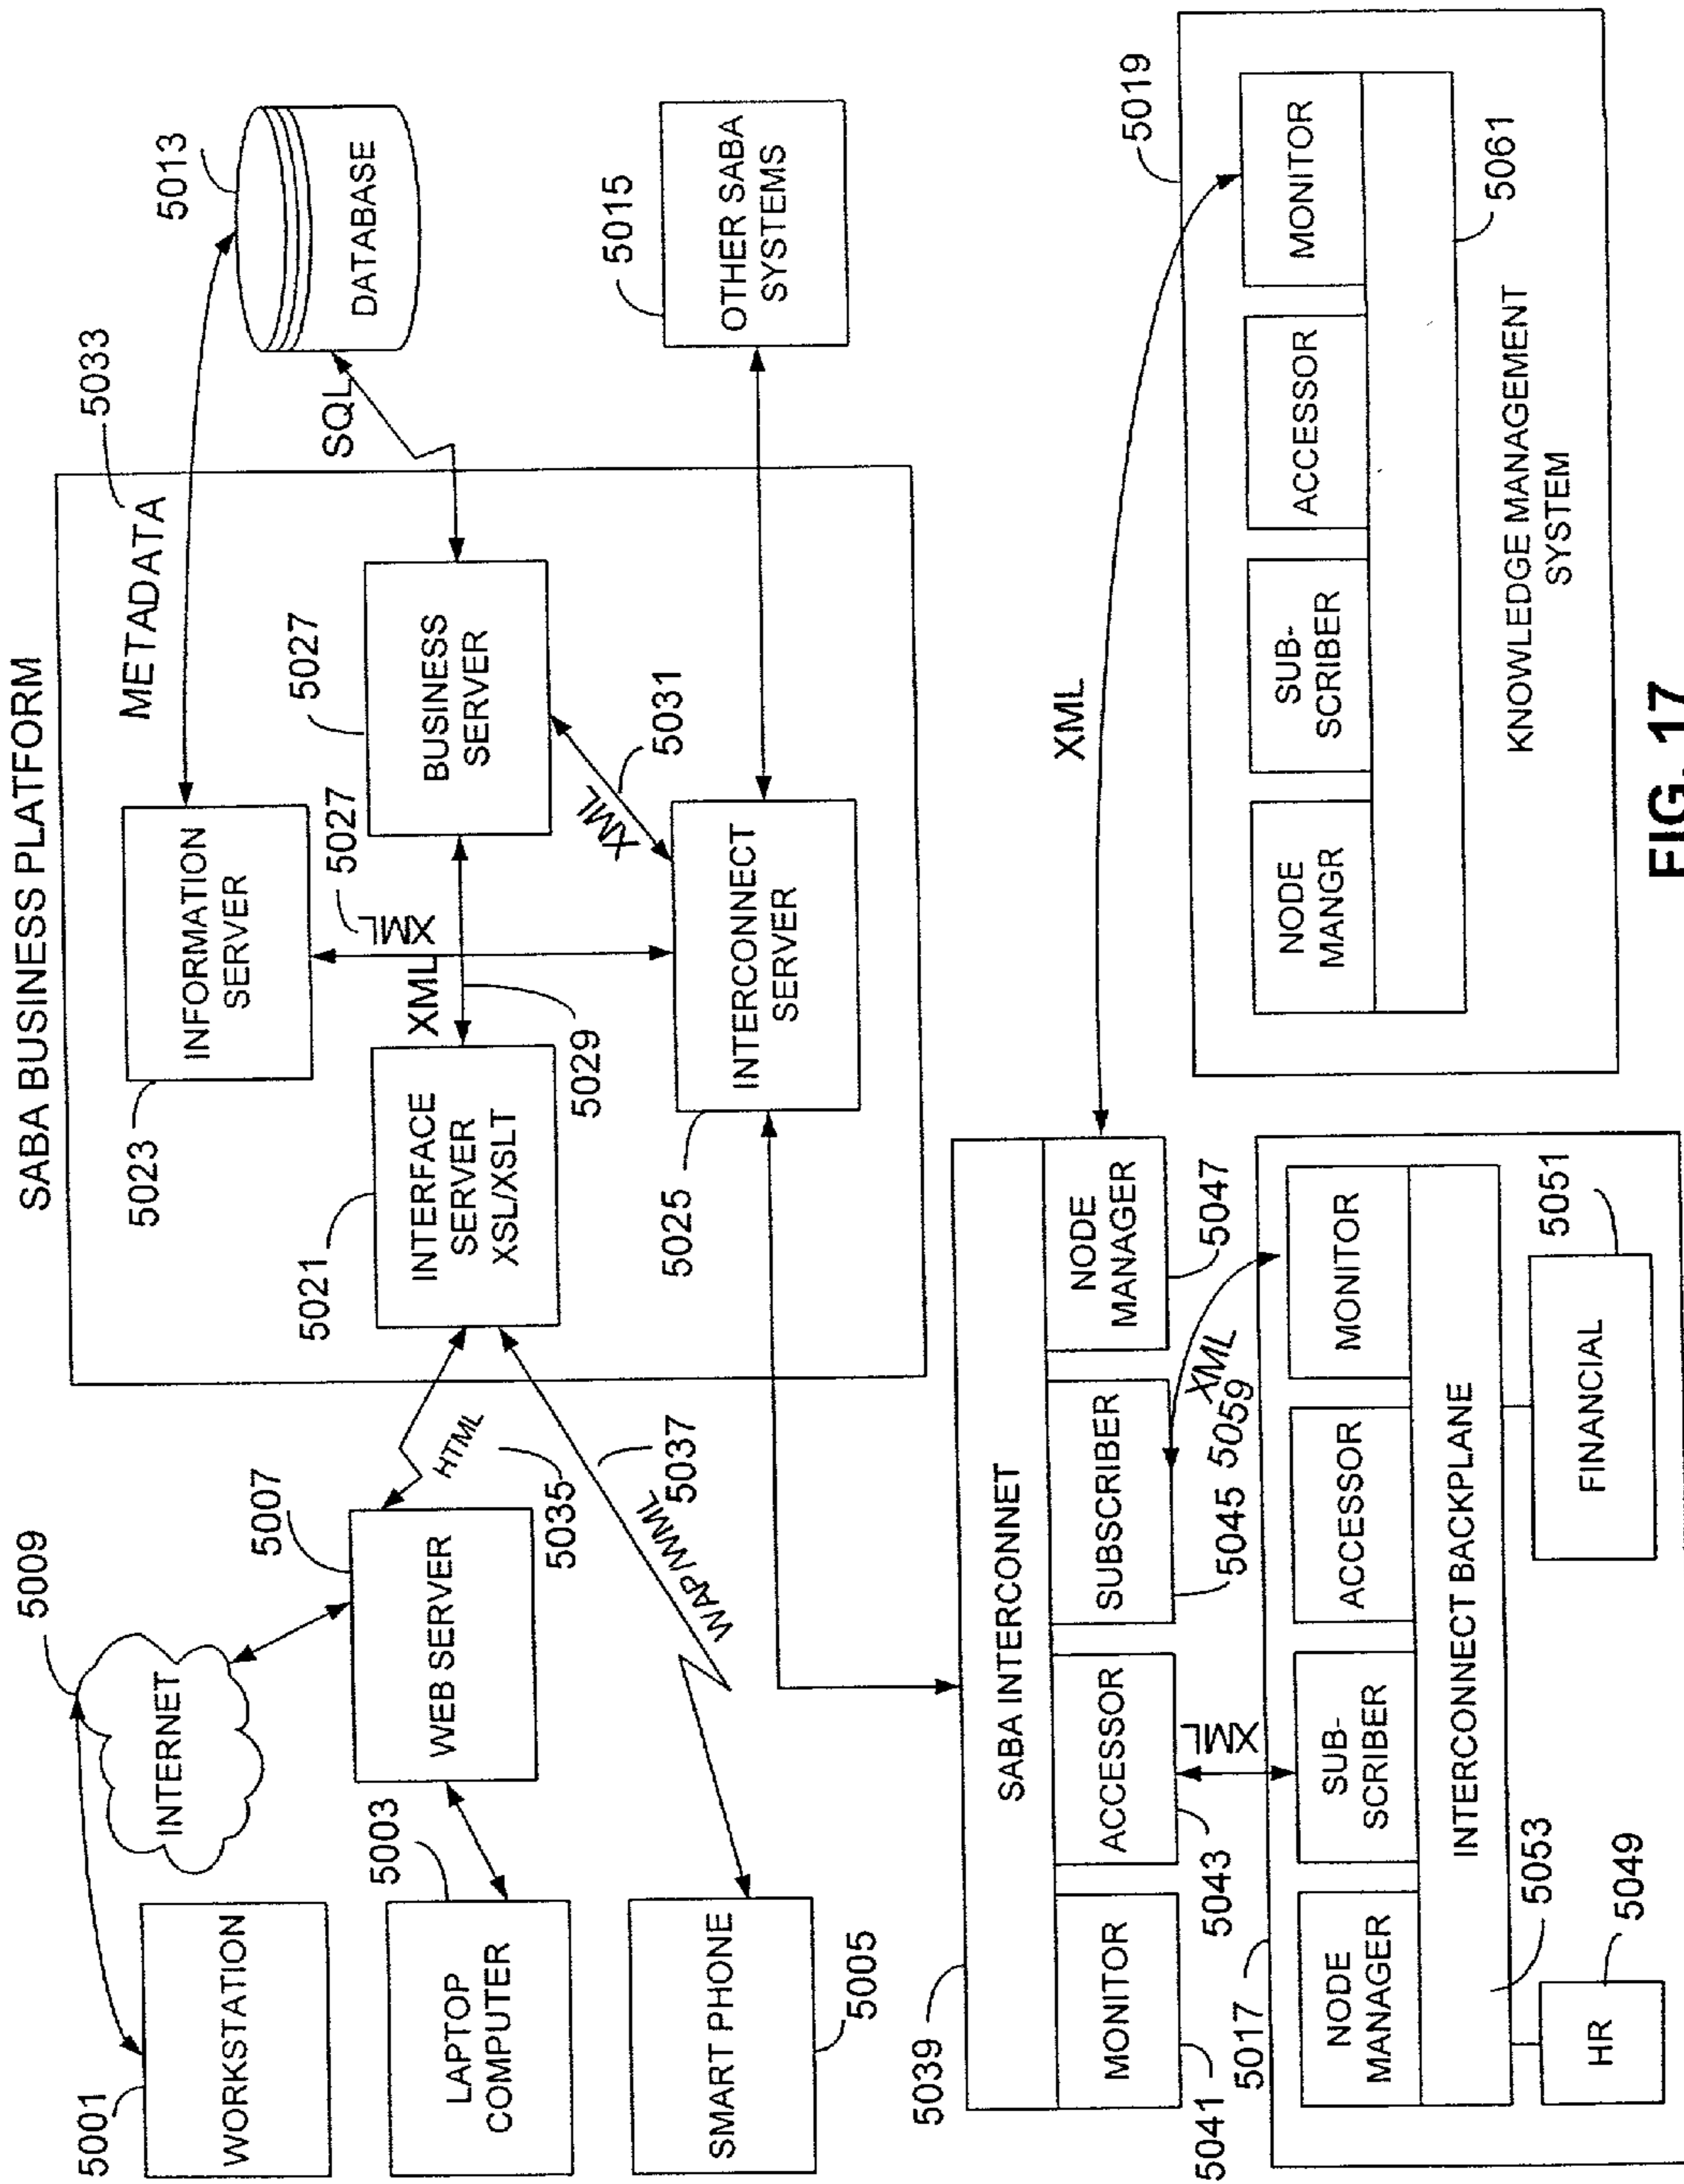 SABA BUSINESS PLATFORM
5009
INTERNET
5001
WORKSTATION
5007
WEB SERVER
5003
LAPTOP
COMPUTER
SMART PHONE
5005
HTML
5035
WAP/WML
5037
5023
INFORMATION
SERVER
METADATA
5033
5013
DATABASE
SQL
5027
XML
5027
BUSINESS
SERVER
5021
INTERFACE
SERVER
XSL/XSLT
XML
5029
XML
5031
5025
INTERCONNECT
SERVER
5015
OTHER SABA
SYSTEMS
5039
SABA INTERCONNET
MONITOR
ACCESSOR
SUBSCRIBER
NODE
MANAGER
5041
5043
5045
5047
XML
XML
5059
XML
5017
NODE
MANAGER
SUB-
SCRIBER
ACCESSOR
MONITOR
INTERCONNECT BACKPLANE
5053
HR
5049
FINANCIAL
5051
5019
NODE
MANGR
SUB-
SCRIBER
ACCESSOR
MONITOR
5061
KNOWLEDGE MANAGEMENT
SYSTEM
FIG. 17